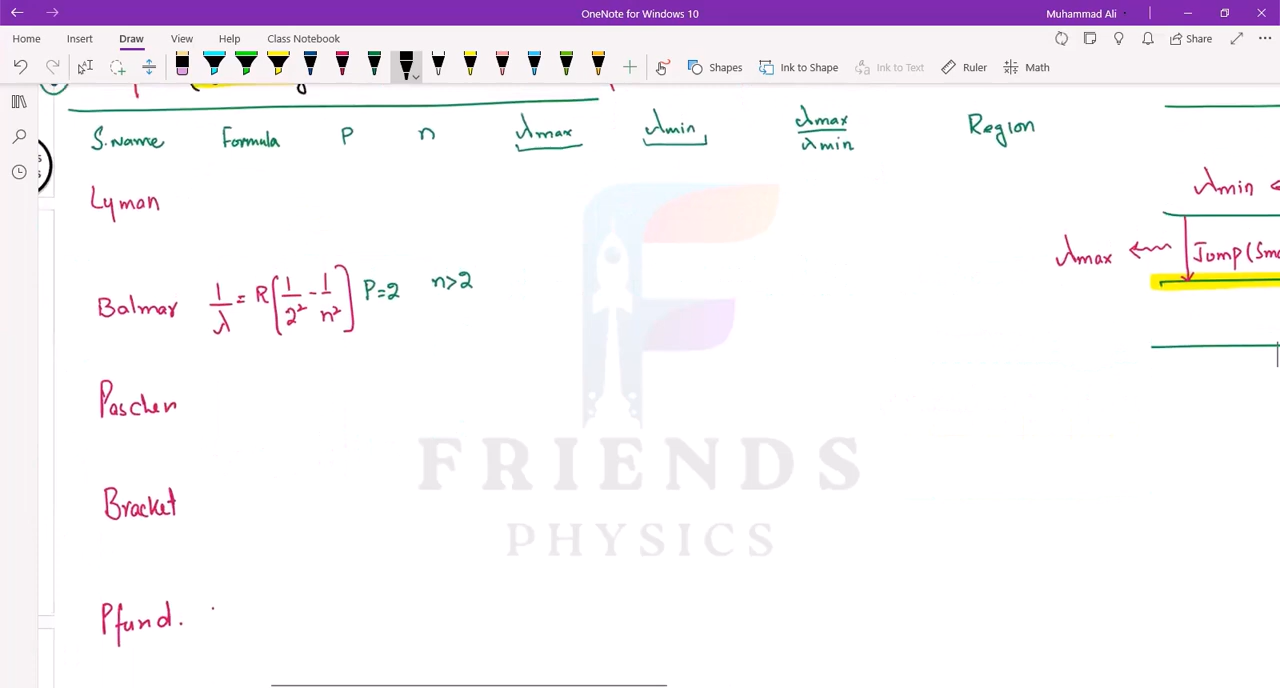 OneNote for Windows 10
Muhammad Ali
Home Insert Draw View Help Class Notebook
Share
Shapes Ink to Shape Ink to Text Ruler Math
S.Name Formula P n λmax λmin λmax/λmin Region
Lyman
λmin
λmax Jump(Sma
Balmar 1/λ = R[1/2² - 1/n²] P=2 n>2
Paschen
Bracket
Pfund.
FRIENDS
PHYSICS